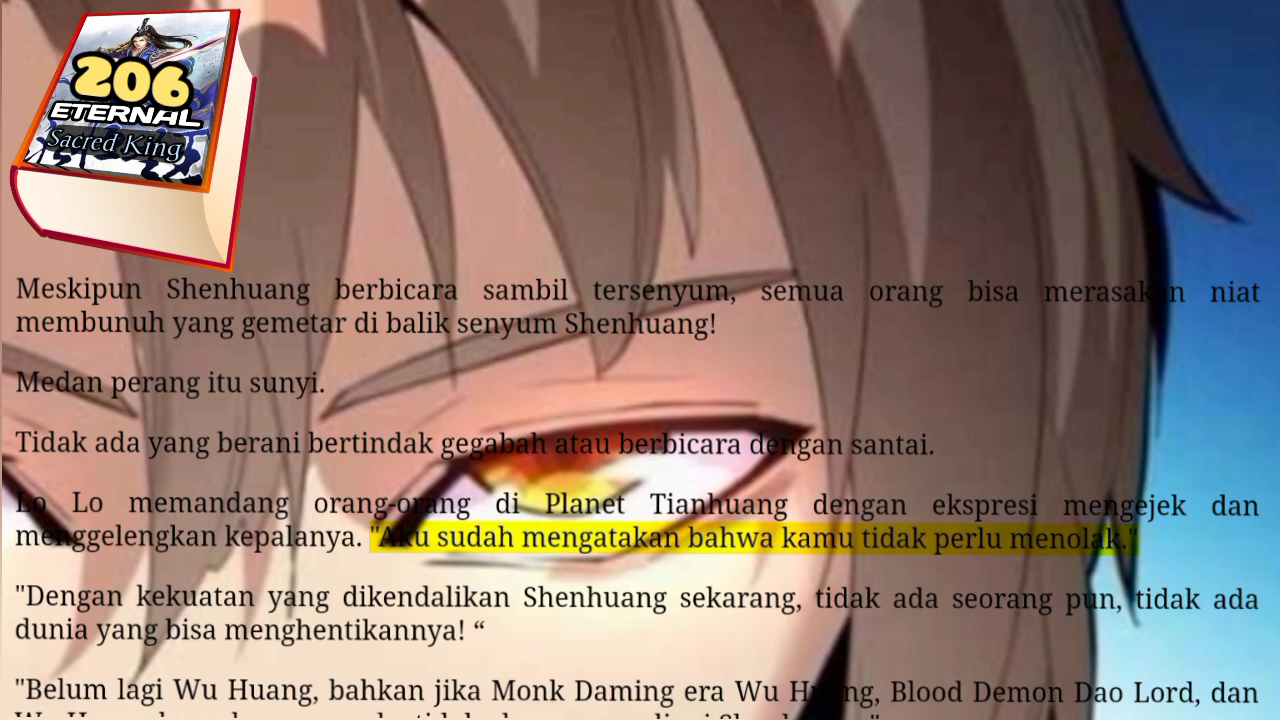 206
ETERNAL
Sacred King
Meskipun Shenhuang berbicara sambil tersenyum, semua orang bisa merasakan niat
membunuh yang gemetar di balik senyum Shenhuang!
Medan perang itu sunyi.
Tidak ada yang berani bertindak gegabah atau berbicara dengan santai.
Lo Lo memandang orang-orang di Planet Tianhuang dengan ekspresi mengejek dan
menggelengkan kepalanya. "Aku sudah mengatakan bahwa kamu tidak perlu menolak."
"Dengan kekuatan yang dikendalikan Shenhuang sekarang, tidak ada seorang pun, tidak ada
dunia yang bisa menghentikannya! “
"Belum lagi Wu Huang, bahkan jika Monk Daming era Wu Huang, Blood Demon Dao Lord, dan